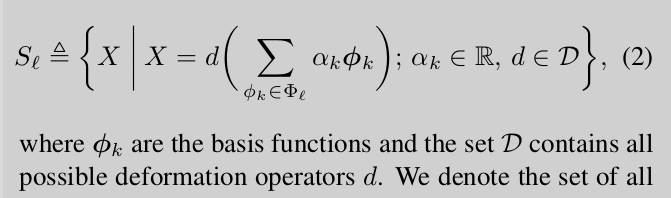 S_ℓ ≜ { X | X = d( ∑_{ϕ_k∈Φ_ℓ} α_k ϕ_k ); α_k ∈ ℝ, d ∈ 𝒟 }, (2)
where ϕ_k are the basis functions and the set 𝒟 contains all
possible deformation operators d. We denote the set of all